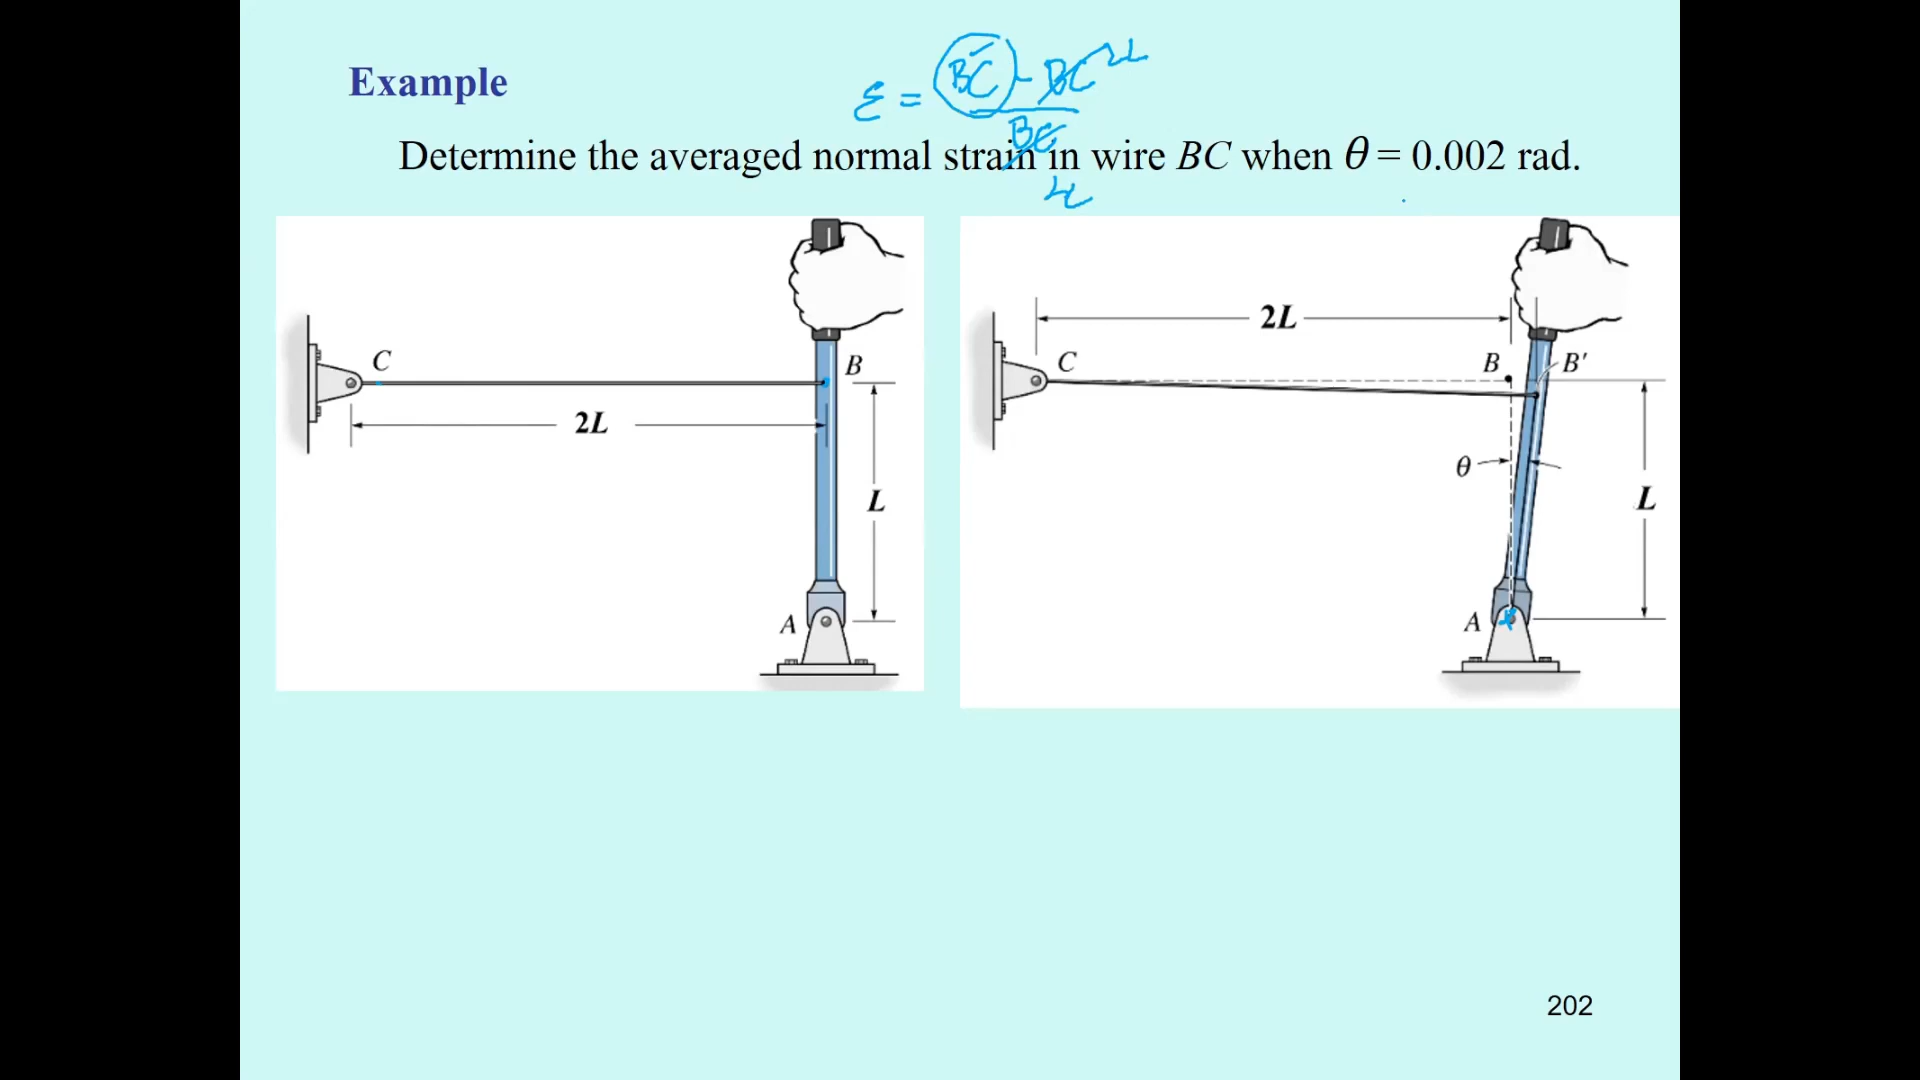 Example
ε = B̄C - BC 2L
BC
Determine the averaged normal strain in wire BC when θ = 0.002 rad.
C
B
2L
L
A
2L
C
B
B'
θ
L
A
202